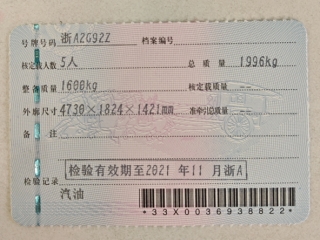 号牌号码 浙A2G92Z 档案编号
核定载人数 5人 总质量 1996kg
整备质量 1600kg 核定载质量 --
外廓尺寸 4730×1824×1421mm 准牵引总质量 --
备注
检验有效期至2021年11月浙A
检验记录
汽油
*33X0036938822*